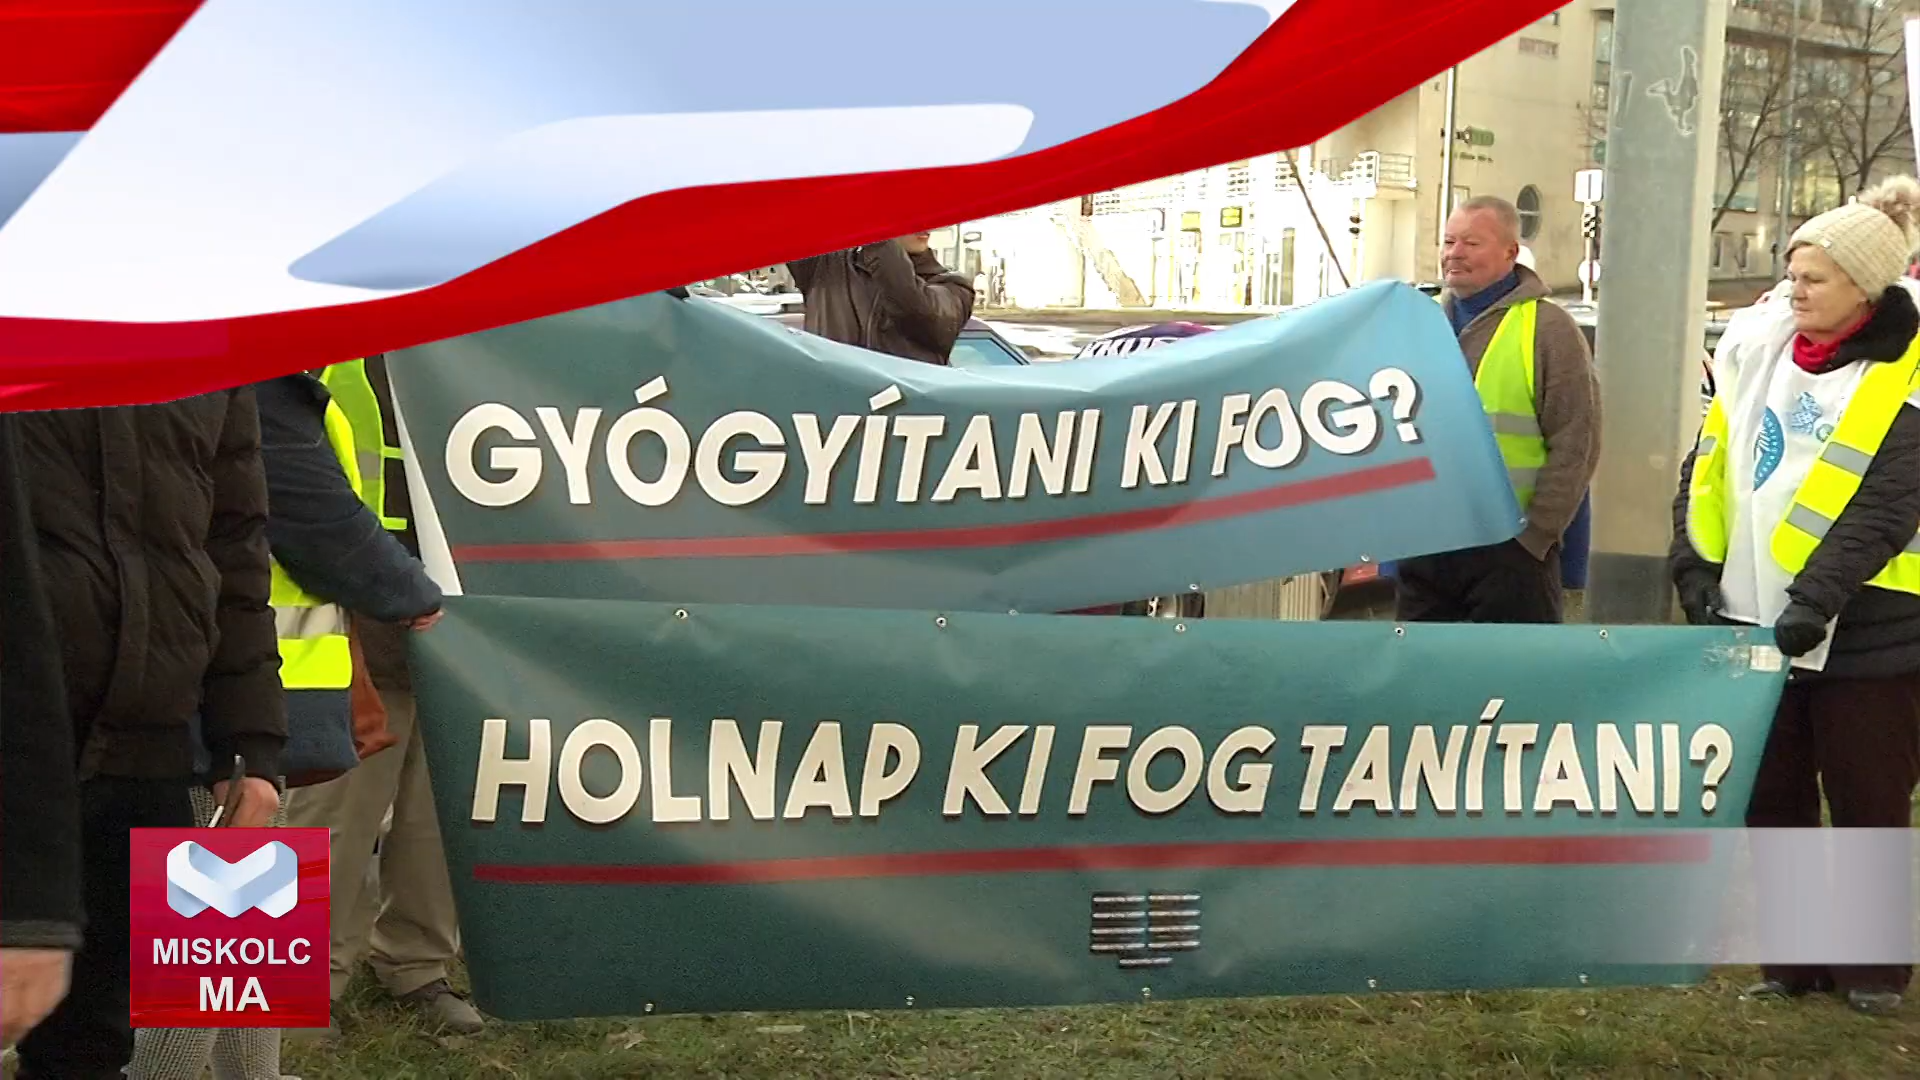 GYÓGYÍTANI KI FOG?
HOLNAP KI FOG TANÍTANI?
MISKOLC
MA